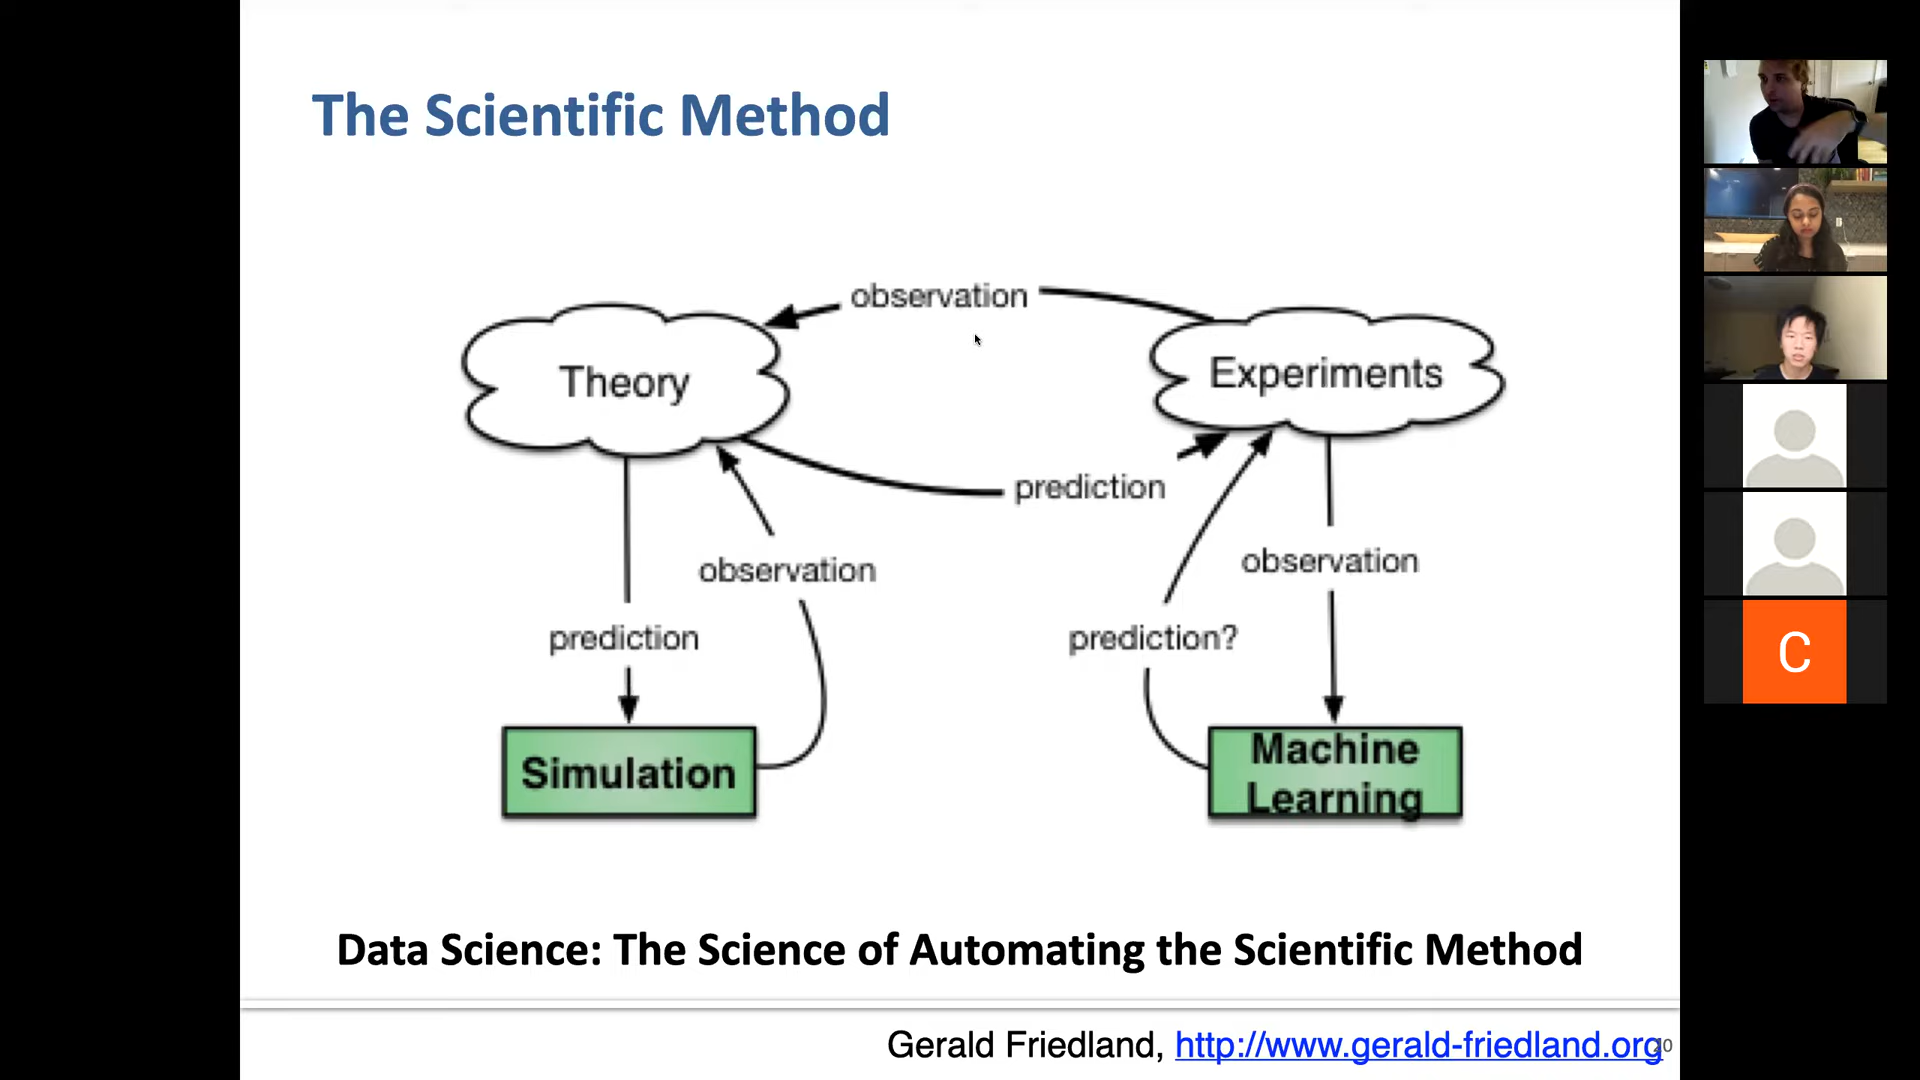 The Scientific Method
observation
Theory
Experiments
prediction
observation
observation
prediction
prediction?
Simulation
Machine
Learning
Data Science: The Science of Automating the Scientific Method
Gerald Friedland, http://www.gerald-friedland.org
20
C